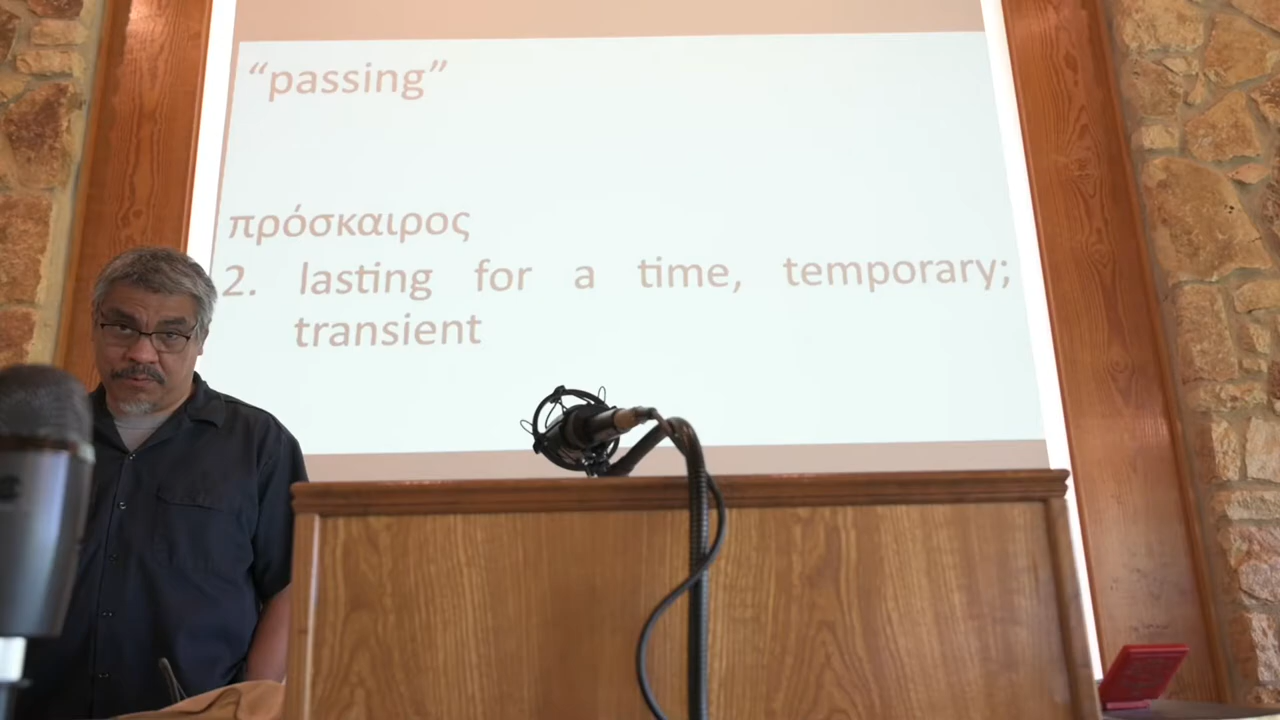 “passing”
πρόσκαιρος
2. lasting for a time, temporary;
transient